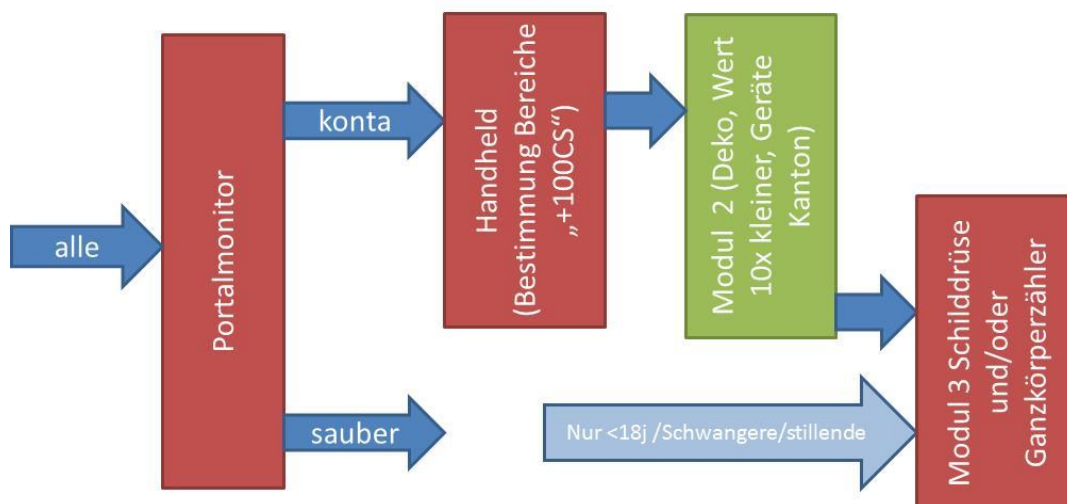 alle
Portalmonitor
konta
sauber
Handheld
(Bestimmung Bereiche
„+100CS“)
Modul 2 (Deko, Wert
10x kleiner, Geräte
Kanton)
Nur <18j /Schwangere/stillende
Modul 3 Schilddrüse
und/oder
Ganzkörperzähler